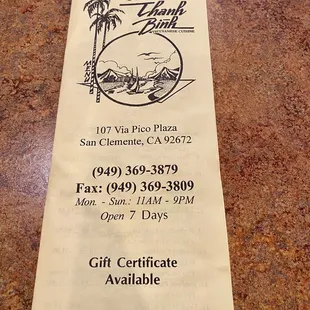 Thanh
Binh
VIETNAMESE CUISINE
107 Via Pico Plaza
San Clemente, CA 92672
(949) 369-3879
Fax: (949) 369-3809
Mon. - Sun.: 11AM - 9PM
Open 7 Days
Gift Certificate
Available